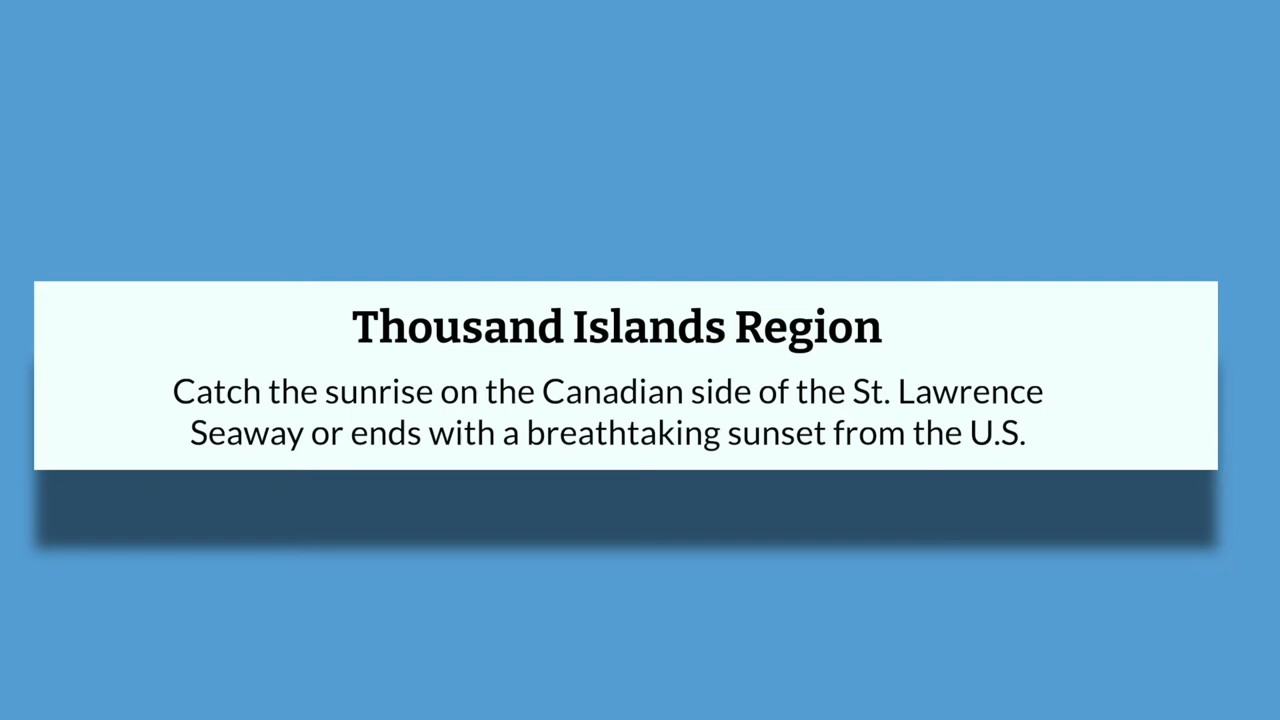 Thousand Islands Region
Catch the sunrise on the Canadian side of the St. Lawrence
Seaway or ends with a breathtaking sunset from the U.S.